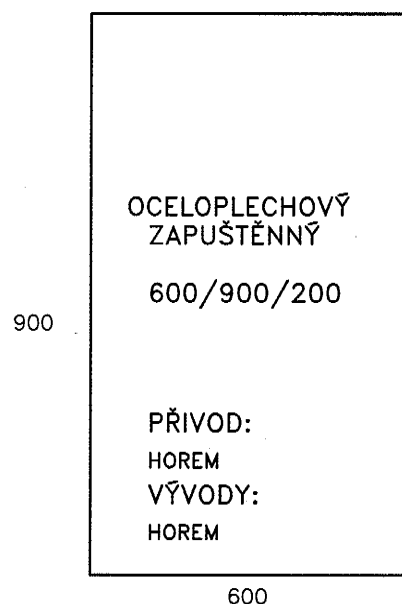 OCELOPLECHOVÝ
ZAPUŠTĚNNÝ
600/900/200
900
PŘIVOD:
HOREM
VÝVODY:
HOREM
600